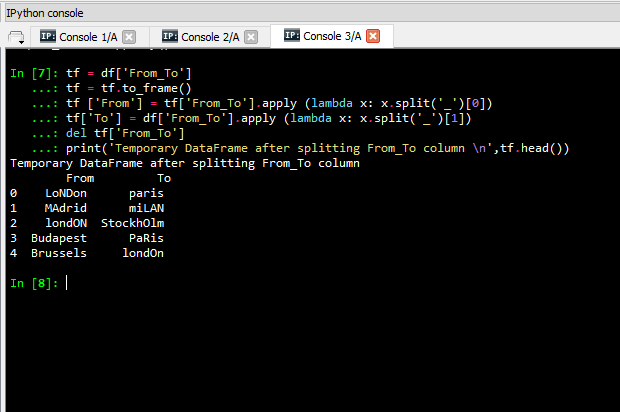 IPython console
IP: Console 1/A IP: Console 2/A IP: Console 3/A
In [7]: tf = df['From_To']
...: tf = tf.to_frame()
...: tf ['From'] = tf['From_To'].apply (lambda x: x.split('_')[0])
...: tf['To'] = df['From_To'].apply (lambda x: x.split('_')[1])
...: del tf['From_To']
...: print('Temporary DataFrame after splitting From_To column \n',tf.head())
Temporary DataFrame after splitting From_To column
From To
0 LoNDon paris
1 MAdrid miLAN
2 londON StockhOlm
3 Budapest PaRis
4 Brussels londOn
In [8]: